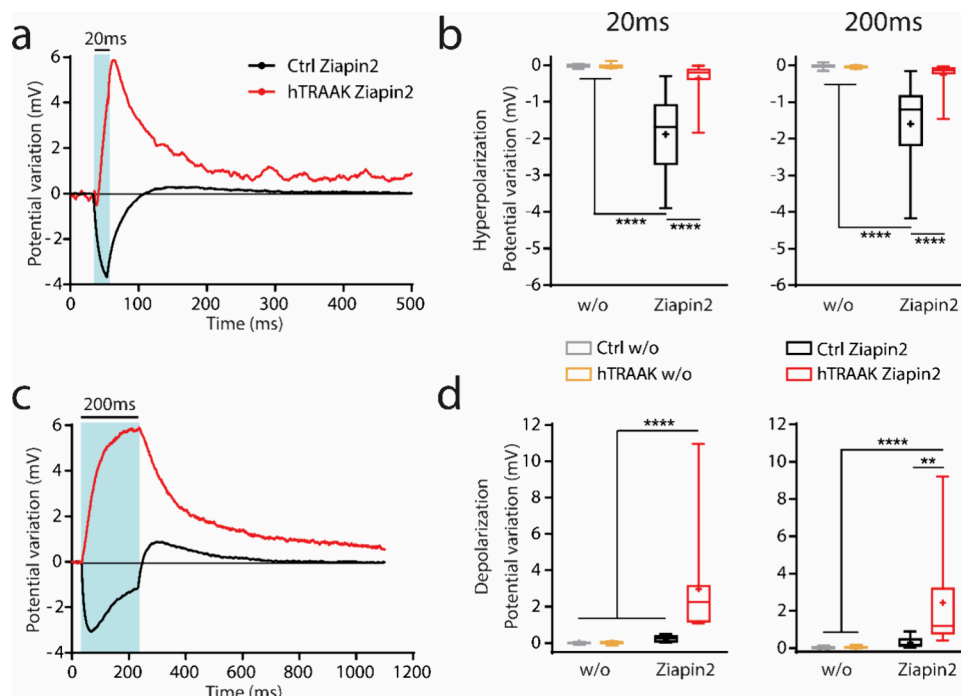 a
20ms
Ctrl Ziapin2
hTRAAK Ziapin2
Potential variation (mV)
6
4
2
0
-2
-4
0 100 200 300 400 500
Time (ms)
b
20ms
200ms
Hyperpolarization
Potential variation (mV)
0
-1
-2
-3
-4
-5
-6
**** ****
w/o Ziapin2
0
-1
-2
-3
-4
-5
-6
**** ****
w/o Ziapin2
Ctrl w/o
hTRAAK w/o
Ctrl Ziapin2
hTRAAK Ziapin2
c
200ms
Potential variation (mV)
6
4
2
0
-2
-4
0 200 400 600 800 1000 1200
Time (ms)
d
Depolarization
Potential variation (mV)
12
10
8
6
4
2
0
****
w/o Ziapin2
12
10
8
6
4
2
0
****
**
w/o Ziapin2